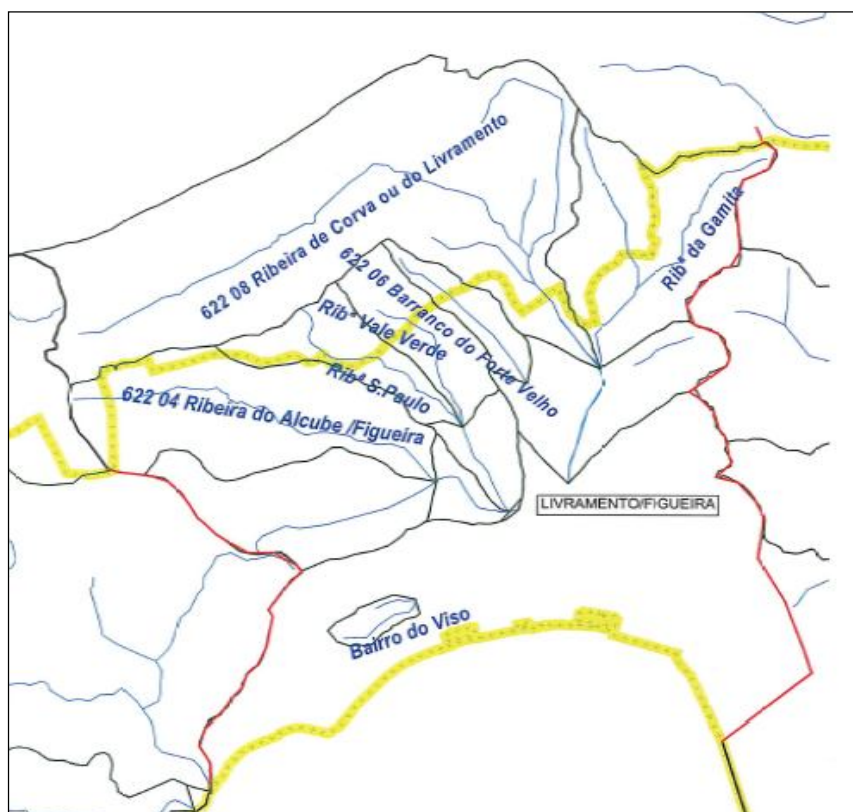 622 08 Ribeira de Corva ou do Livramento
Ribª da Gamita
622 06 Barranco do Forte Velho
Ribª Vale Verde
Ribª S.Paulo
622 04 Ribeira do Alcube /Figueira
LIVRAMENTO/FIGUEIRA
Bairro do Viso